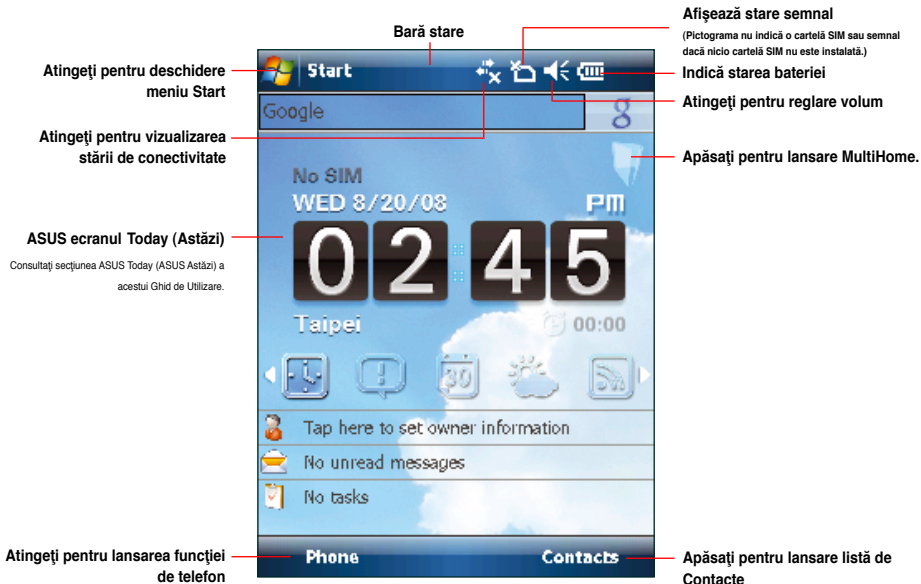 Bară stare
Afişează stare semnal
(Pictograma nu indică o cartelă SIM sau semnal
dacă nicio cartelă SIM nu este instalată.)
Atingeţi pentru deschidere
meniu Start
Indică starea bateriei
Atingeţi pentru reglare volum
Atingeţi pentru vizualizarea
stării de conectivitate
Apăsaţi pentru lansare MultiHome.
ASUS ecranul Today (Astăzi)
Consultaţi secţiunea ASUS Today (ASUS Astăzi) a
acestui Ghid de Utilizare.
Start
Google
g
No SIM
WED 8/20/08 PM
02:45
Taipei 00:00
30
Tap here to set owner information
No unread messages
No tasks
Phone Contacts
Atingeţi pentru lansarea funcţiei
de telefon
Apăsaţi pentru lansare listă de
Contacte